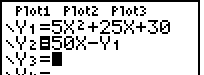 Plot1 Plot2 Plot3
\Y₁=5X²+25X+30
\Y₂=50X-Y₁
\Y₃=